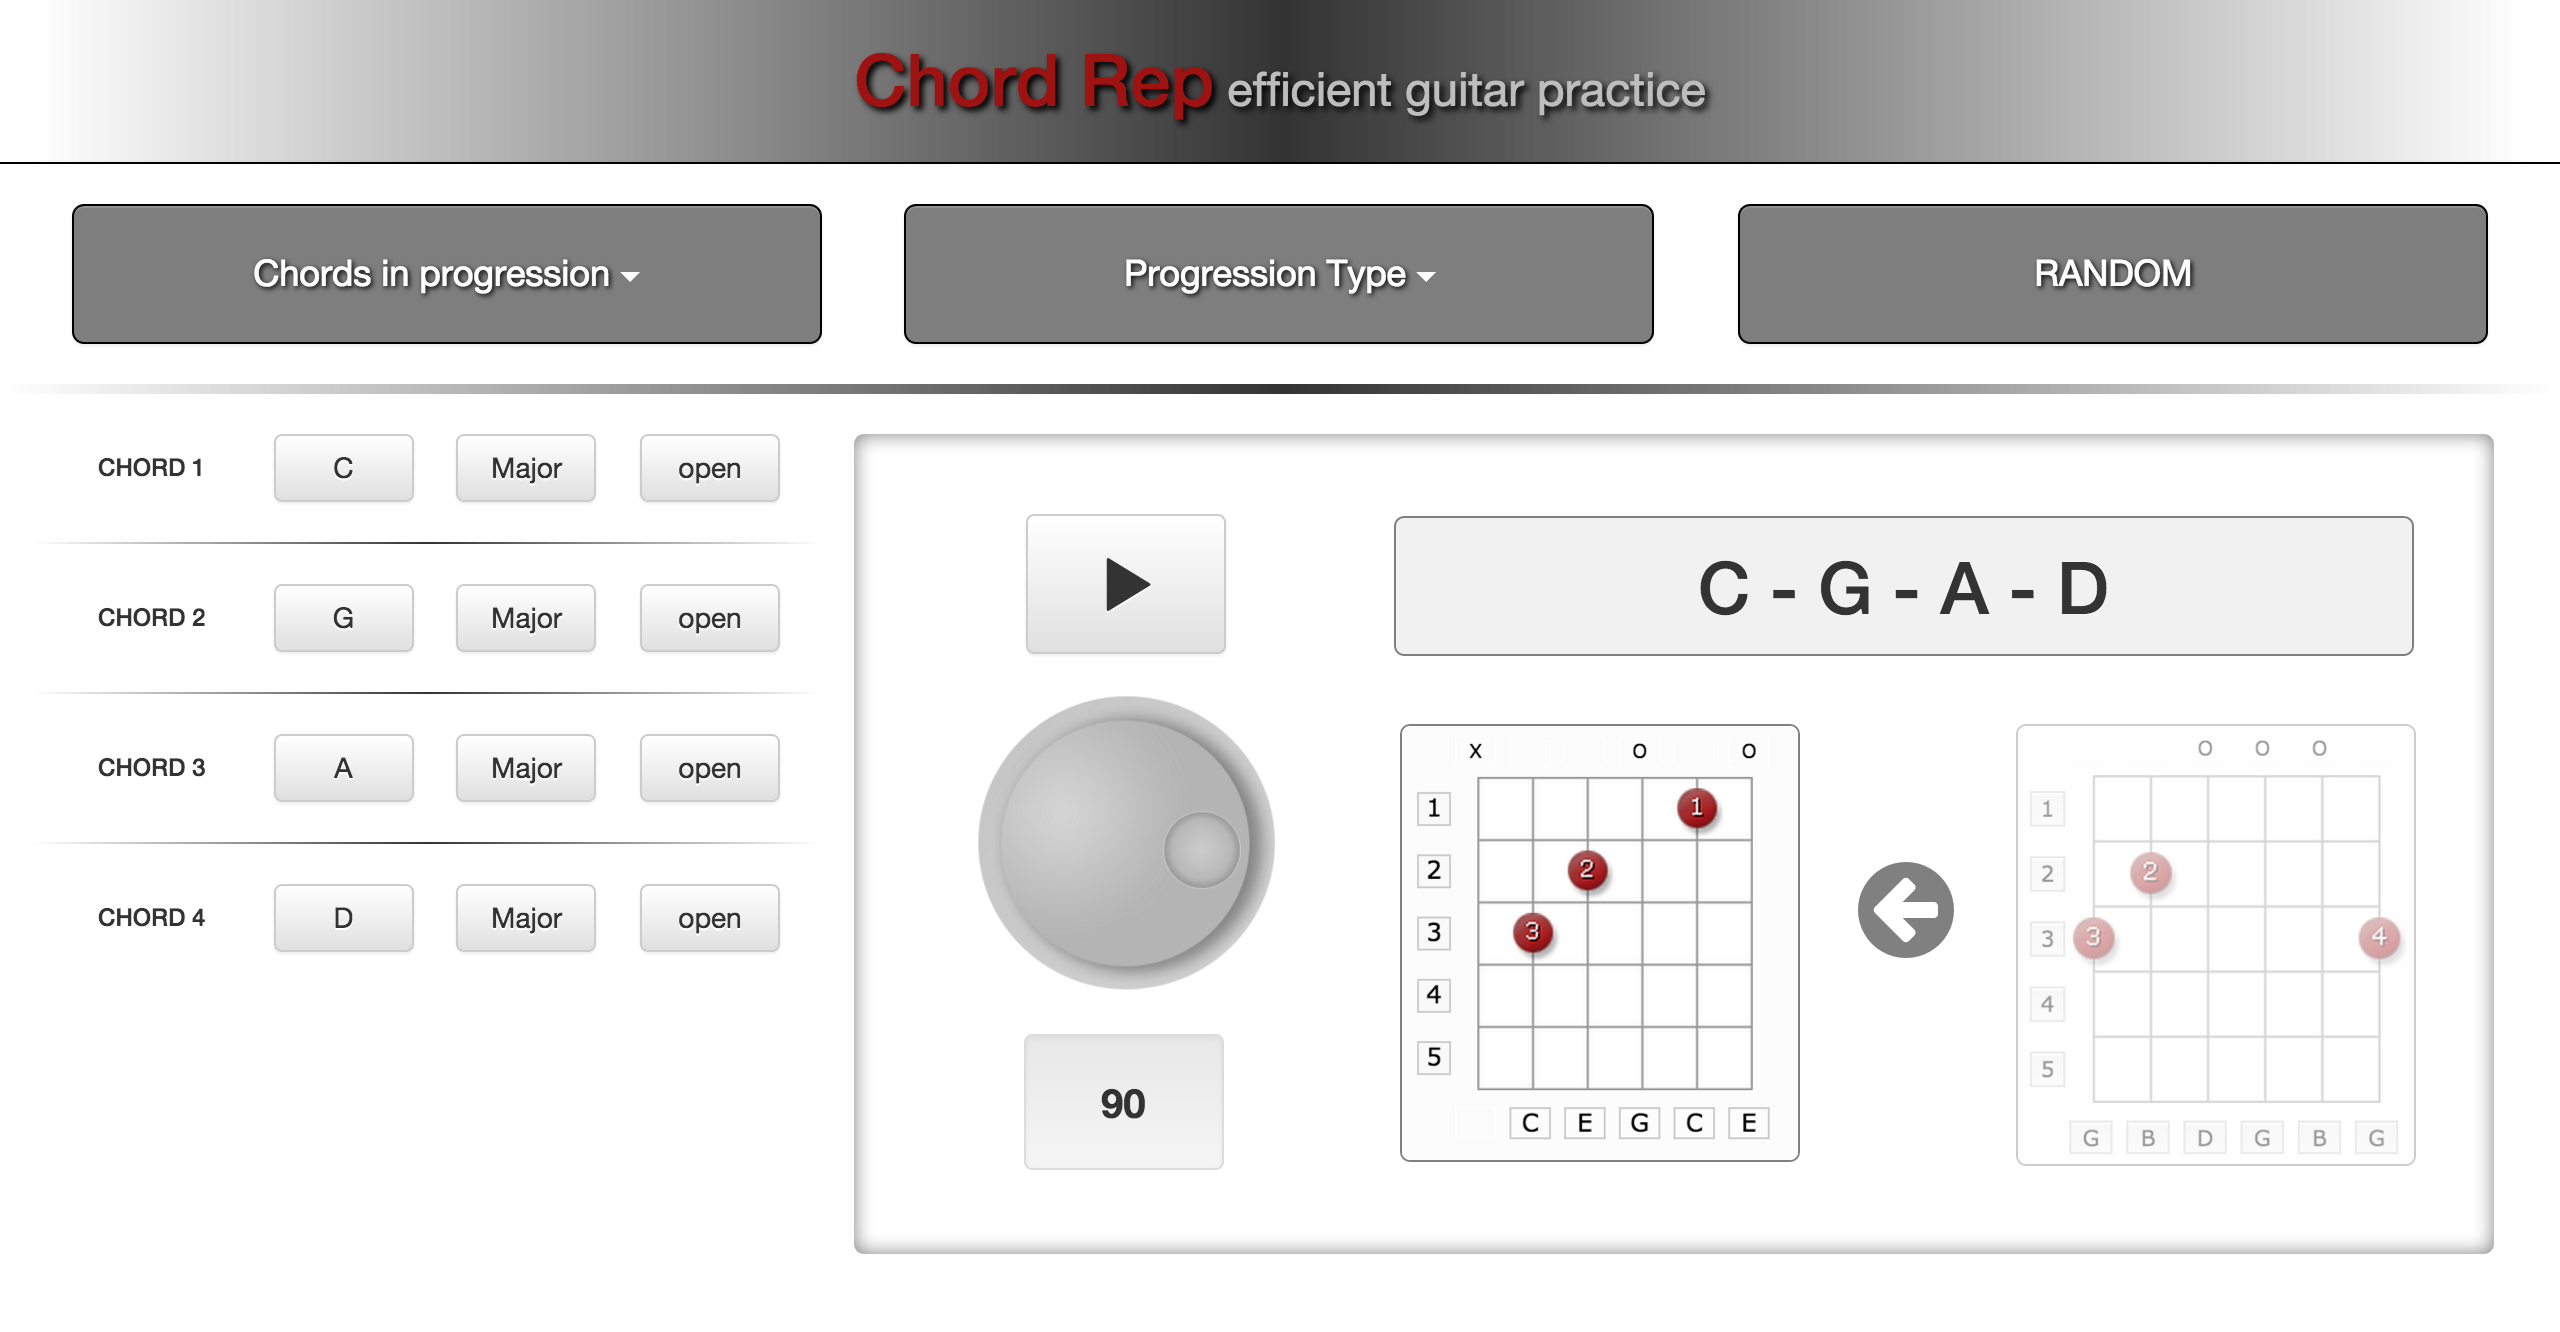 Chord Rep efficient guitar practice
Chords in progression
Progression Type
RANDOM
CHORD 1 C Major open
CHORD 2 G Major open
CHORD 3 A Major open
CHORD 4 D Major open
C - G - A - D
90
X O O
1 1
2 2
3 3
4
5
C E G C E
O O O
1
2 2
3 3 4
4
5
G B D G B G